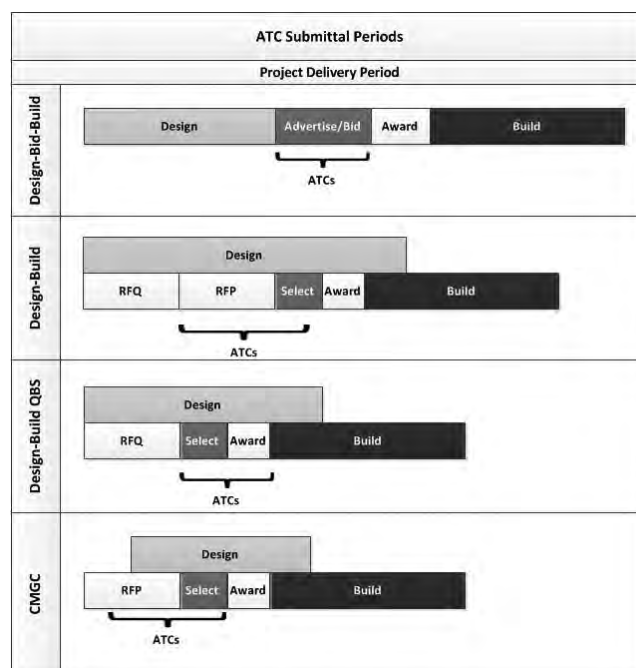 ATC Submittal Periods
Project Delivery Period
Design-Bid-Build
Design Advertise/Bid Award Build
ATCs
Design-Build
Design
RFQ RFP Select Award Build
ATCs
Design-Build QBS
Design
RFQ Select Award Build
ATCs
CMGC
Design
RFP Select Award Build
ATCs